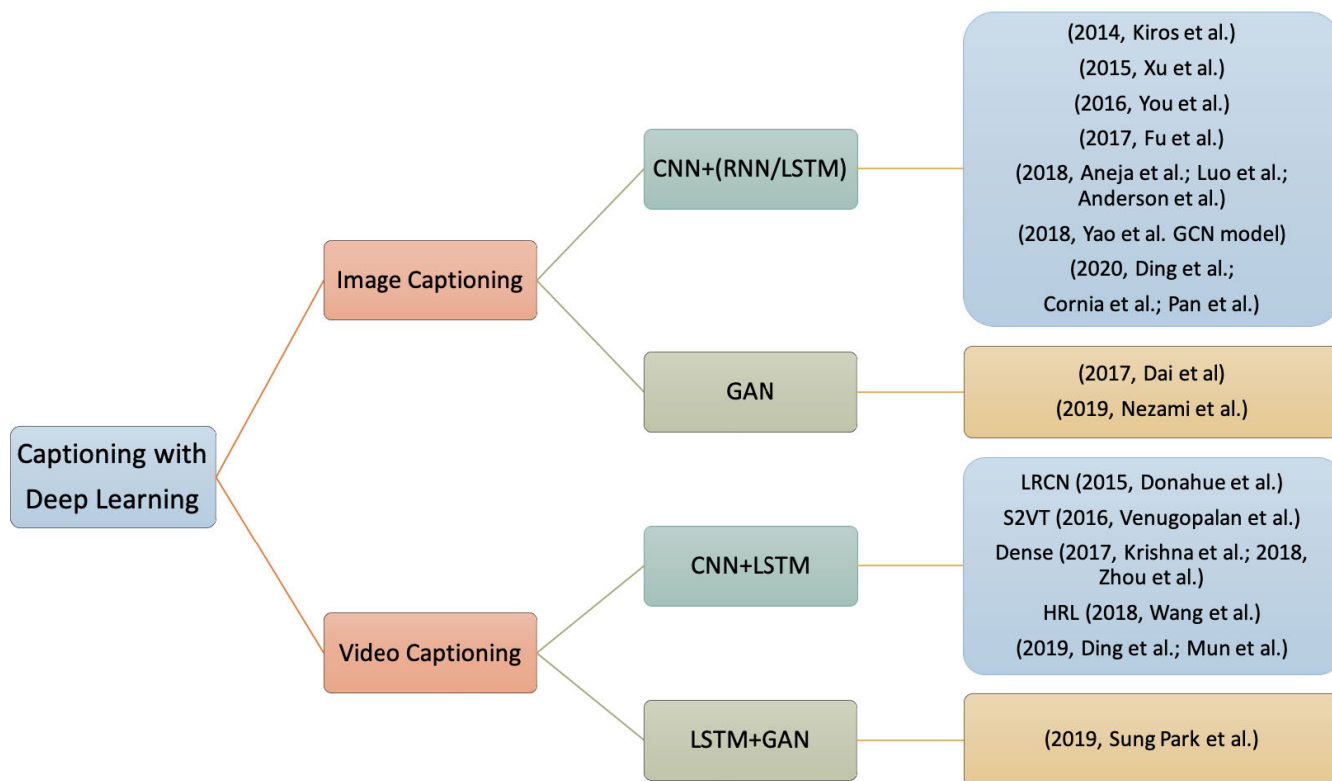 Captioning with
Deep Learning
Image Captioning
CNN+(RNN/LSTM)
(2014, Kiros et al.)
(2015, Xu et al.)
(2016, You et al.)
(2017, Fu et al.)
(2018, Aneja et al.; Luo et al.;
Anderson et al.)
(2018, Yao et al. GCN model)
(2020, Ding et al.;
Cornia et al.; Pan et al.)
GAN
(2017, Dai et al)
(2019, Nezami et al.)
Video Captioning
CNN+LSTM
LRCN (2015, Donahue et al.)
S2VT (2016, Venugopalan et al.)
Dense (2017, Krishna et al.; 2018,
Zhou et al.)
HRL (2018, Wang et al.)
(2019, Ding et al.; Mun et al.)
LSTM+GAN
(2019, Sung Park et al.)